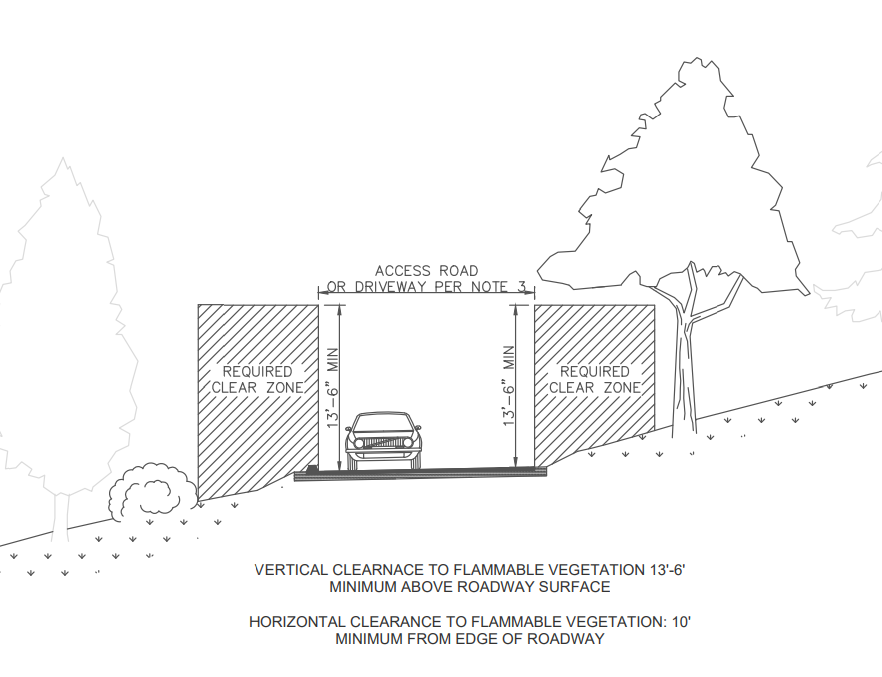 ACCESS ROAD
OR DRIVEWAY PER NOTE 3
REQUIRED
CLEAR ZONE
13'-6" MIN
13'-6" MIN
REQUIRED
CLEAR ZONE
VERTICAL CLEARNACE TO FLAMMABLE VEGETATION 13'-6'
MINIMUM ABOVE ROADWAY SURFACE
HORIZONTAL CLEARANCE TO FLAMMABLE VEGETATION: 10'
MINIMUM FROM EDGE OF ROADWAY